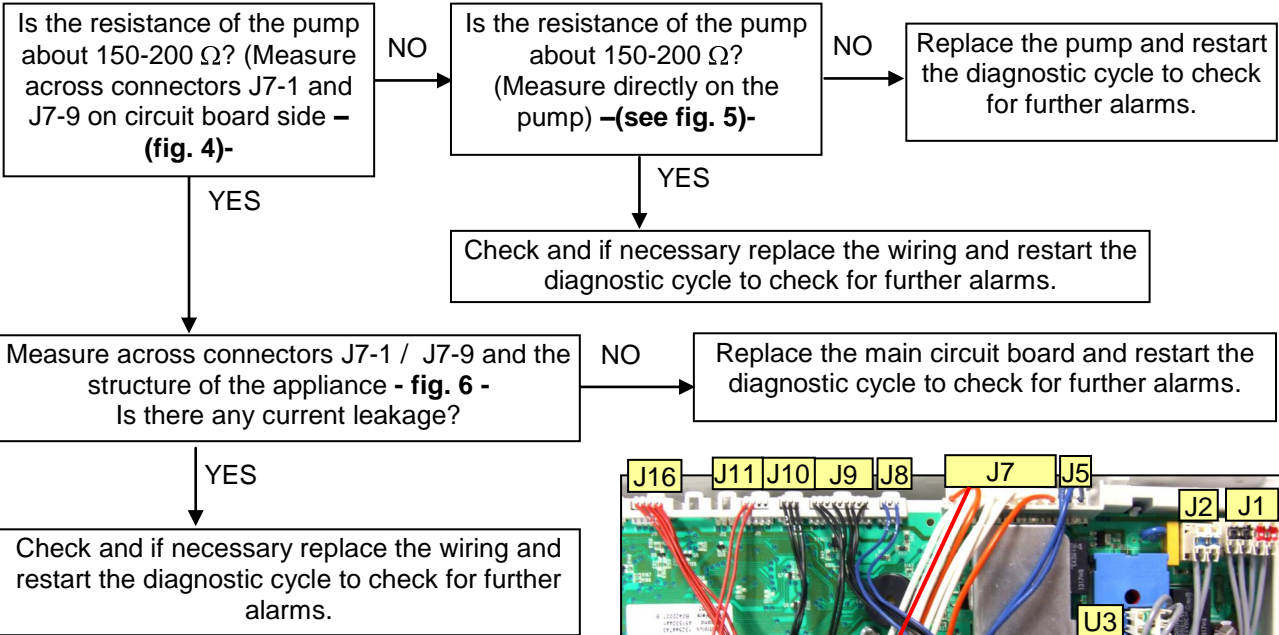 Is the resistance of the pump
about 150-200 Ω? (Measure
across connectors J7-1 and
J7-9 on circuit board side –
(fig. 4)-
NO
Is the resistance of the pump
about 150-200 Ω?
(Measure directly on the
pump) –(see fig. 5)-
NO
Replace the pump and restart
the diagnostic cycle to check
for further alarms.
YES
YES
Check and if necessary replace the wiring and restart the
diagnostic cycle to check for further alarms.
Measure across connectors J7-1 / J7-9 and the
structure of the appliance - fig. 6 -
Is there any current leakage?
NO
Replace the main circuit board and restart the
diagnostic cycle to check for further alarms.
YES
Check and if necessary replace the wiring and
restart the diagnostic cycle to check for further
alarms.
J16
J11
J10
J9
J8
J7
J5
J2
J1
U3